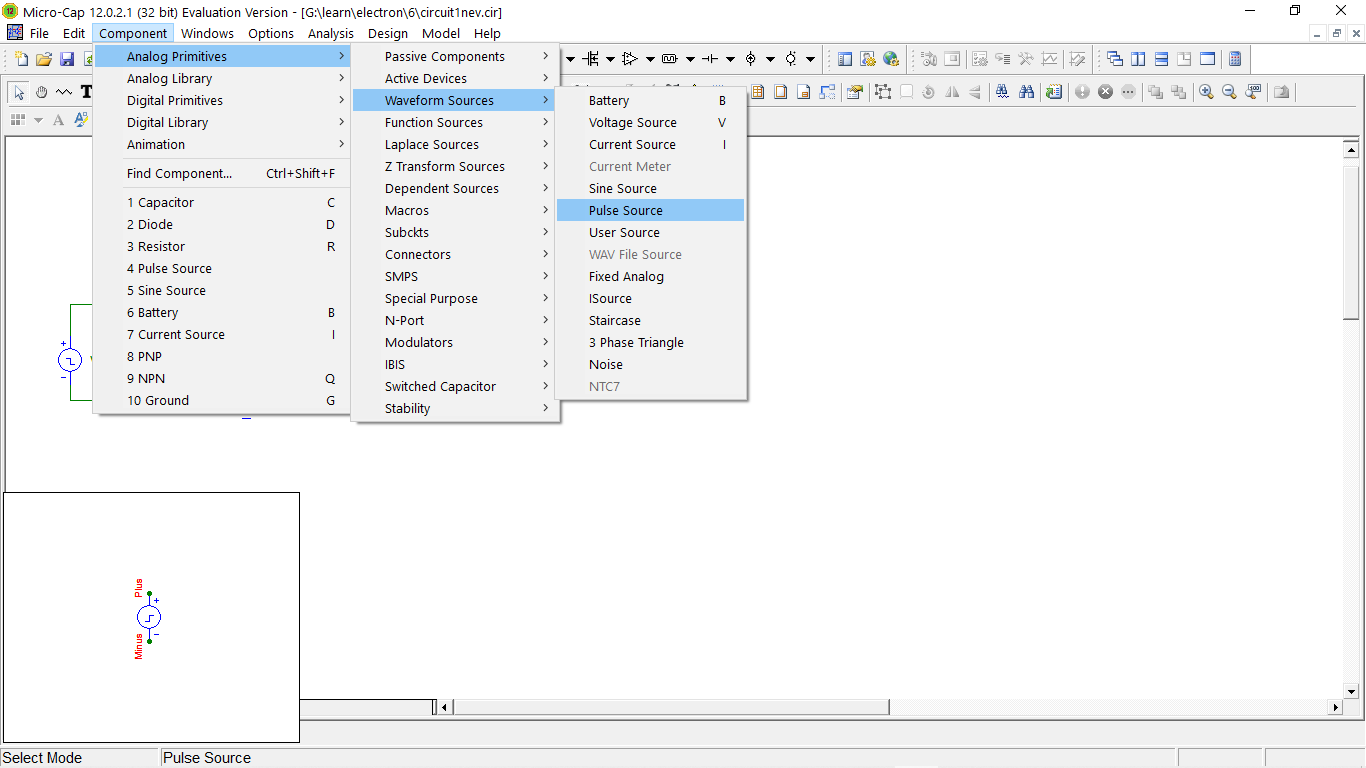 Micro-Cap 12.0.2.1 (32 bit) Evaluation Version - [G:\learn\electron\6\circuit1nev.cir]
File Edit Component Windows Options Analysis Design Model Help
Analog Primitives
Analog Library
Digital Primitives
Digital Library
Animation
Find Component... Ctrl+Shift+F
1 Capacitor C
2 Diode D
3 Resistor R
4 Pulse Source
5 Sine Source
6 Battery B
7 Current Source I
8 PNP
9 NPN Q
10 Ground G
Passive Components
Active Devices
Waveform Sources
Function Sources
Laplace Sources
Z Transform Sources
Dependent Sources
Macros
Subckts
Connectors
SMPS
Special Purpose
N-Port
Modulators
IBIS
Switched Capacitor
Stability
Battery B
Voltage Source V
Current Source I
Current Meter
Sine Source
Pulse Source
User Source
WAV File Source
Fixed Analog
ISource
Staircase
3 Phase Triangle
Noise
NTC7
Plus
Minus
Select Mode Pulse Source